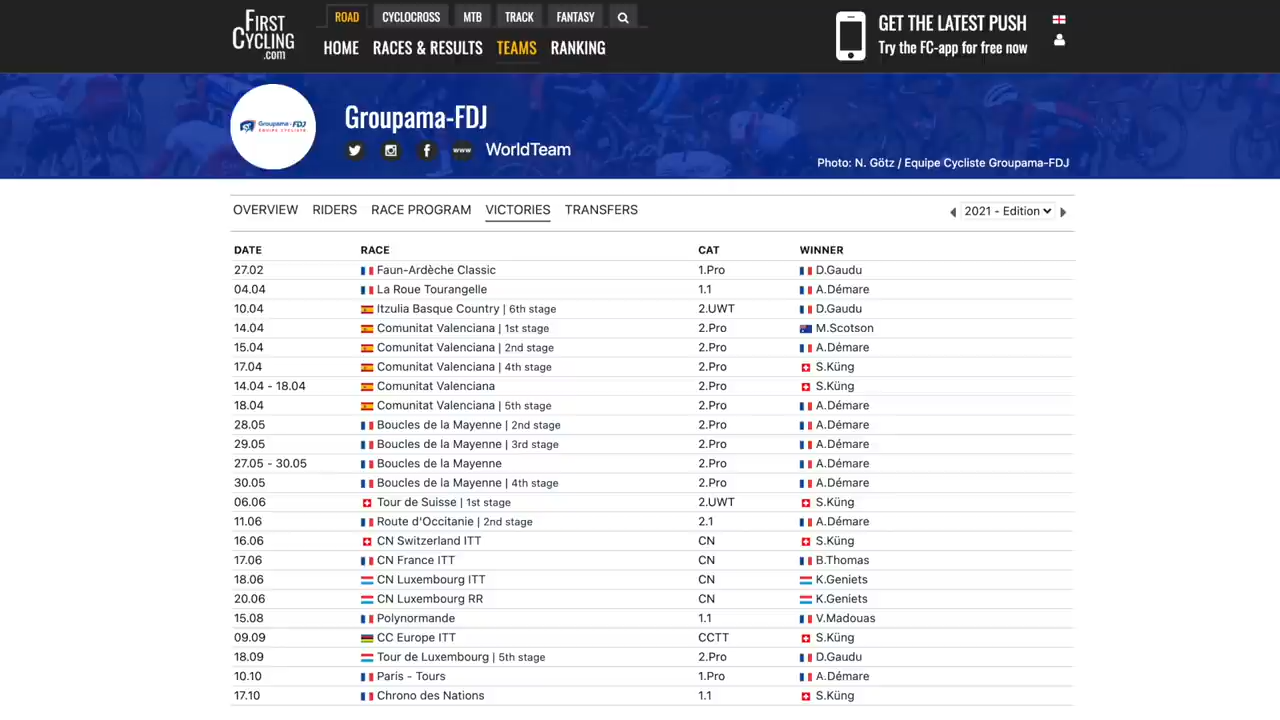 FIRST CYCLING .com
ROAD CYCLOCROSS MTB TRACK FANTASY
HOME RACES & RESULTS TEAMS RANKING
GET THE LATEST PUSH
Try the FC-app for free now
Groupama-FDJ
ÉQUIPE CYCLISTE
Groupama-FDJ
www WorldTeam
Photo: N. Götz / Equipe Cycliste Groupama-FDJ
OVERVIEW RIDERS RACE PROGRAM VICTORIES TRANSFERS 2021 - Edition
DATE RACE CAT WINNER
27.02 Faun-Ardèche Classic 1.Pro D.Gaudu
04.04 La Roue Tourangelle 1.1 A.Démare
10.04 Itzulia Basque Country | 6th stage 2.UWT D.Gaudu
14.04 Comunitat Valenciana | 1st stage 2.Pro M.Scotson
15.04 Comunitat Valenciana | 2nd stage 2.Pro A.Démare
17.04 Comunitat Valenciana | 4th stage 2.Pro S.Küng
14.04 - 18.04 Comunitat Valenciana 2.Pro S.Küng
18.04 Comunitat Valenciana | 5th stage 2.Pro A.Démare
28.05 Boucles de la Mayenne | 2nd stage 2.Pro A.Démare
29.05 Boucles de la Mayenne | 3rd stage 2.Pro A.Démare
27.05 - 30.05 Boucles de la Mayenne 2.Pro A.Démare
30.05 Boucles de la Mayenne | 4th stage 2.Pro A.Démare
06.06 Tour de Suisse | 1st stage 2.UWT S.Küng
11.06 Route d'Occitanie | 2nd stage 2.1 A.Démare
16.06 CN Switzerland ITT CN S.Küng
17.06 CN France ITT CN B.Thomas
18.06 CN Luxembourg ITT CN K.Geniets
20.06 CN Luxembourg RR CN K.Geniets
15.08 Polynormande 1.1 V.Madouas
09.09 CC Europe ITT CCTT S.Küng
18.09 Tour de Luxembourg | 5th stage 2.Pro D.Gaudu
10.10 Paris - Tours 1.Pro A.Démare
17.10 Chrono des Nations 1.1 S.Küng